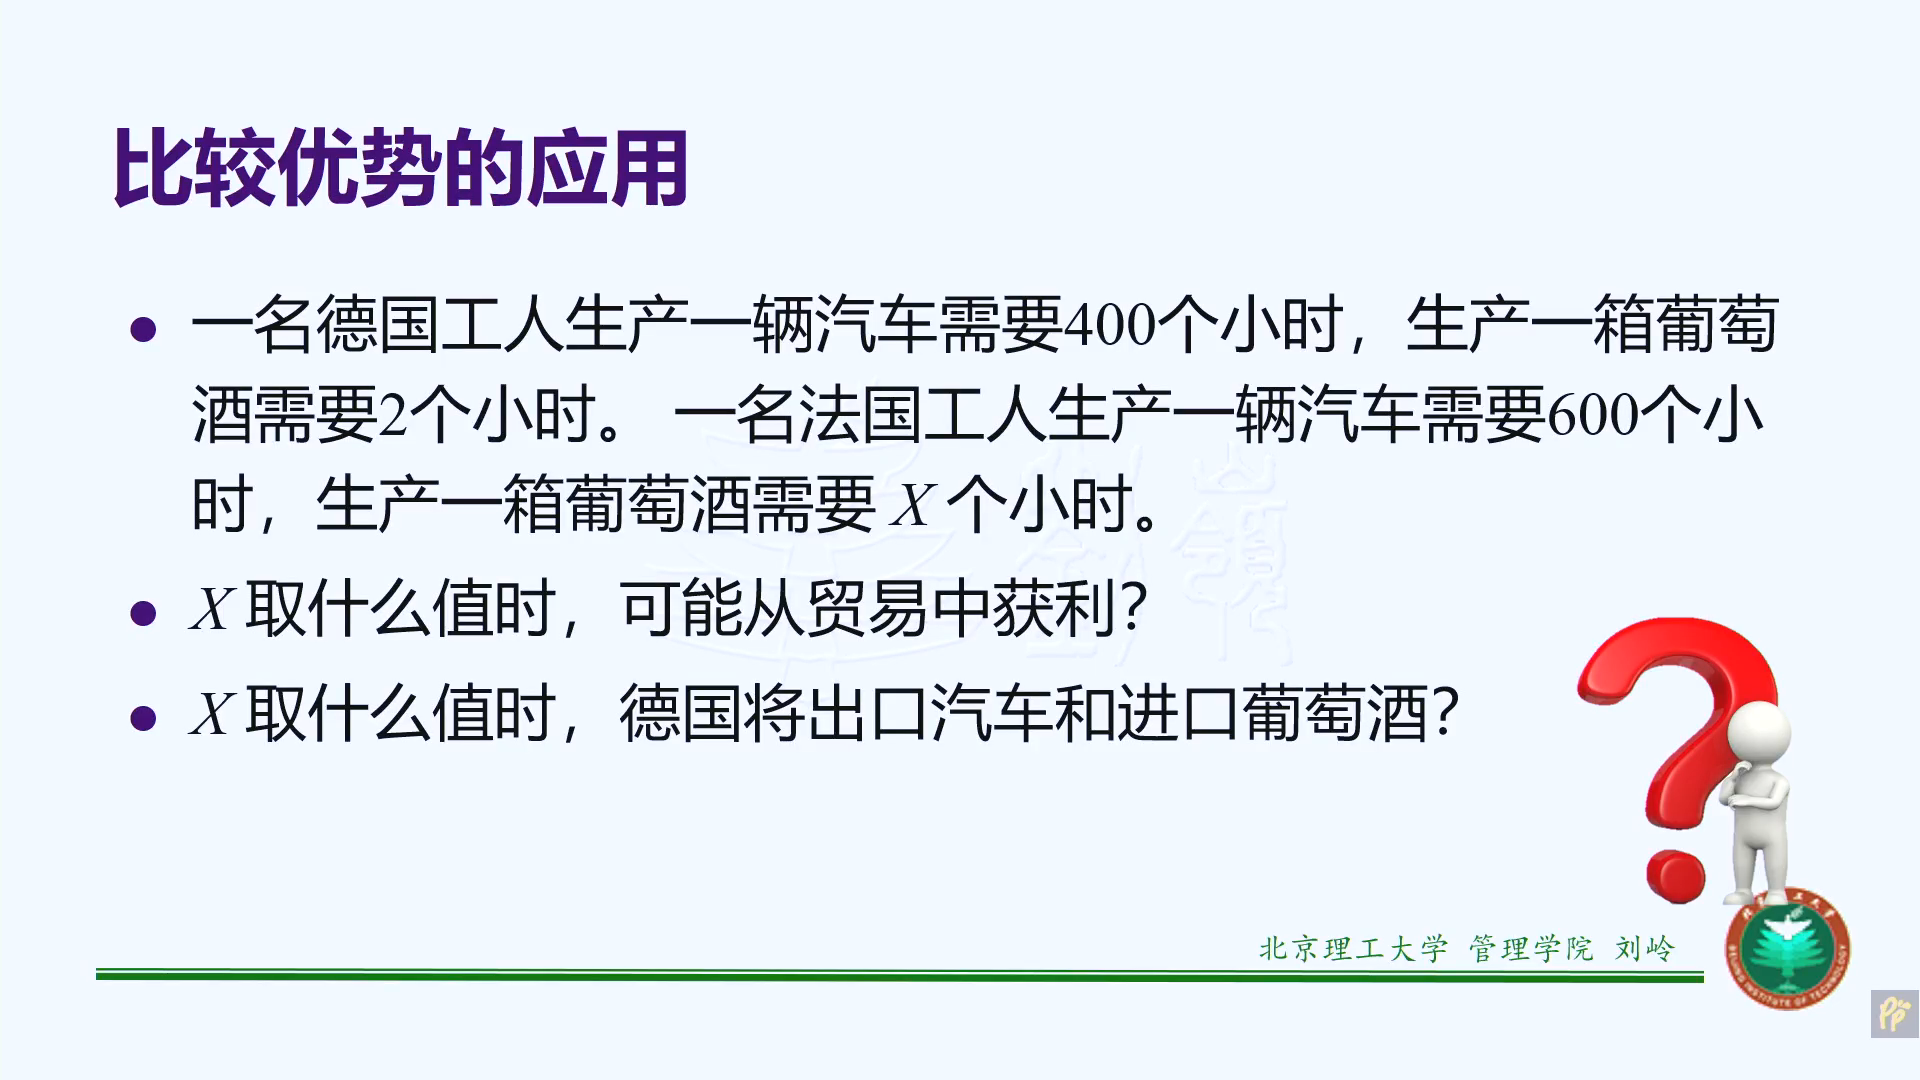 比较优势的应用
● 一名德国工人生产一辆汽车需要400个小时，生产一箱葡萄
酒需要2个小时。 一名法国工人生产一辆汽车需要600个小
时，生产一箱葡萄酒需要 X 个小时。
● X 取什么值时，可能从贸易中获利？
● X 取什么值时，德国将出口汽车和进口葡萄酒？
北京理工大学 管理学院 刘岭
BEIJING INSTITUTE OF TECHNOLOGY